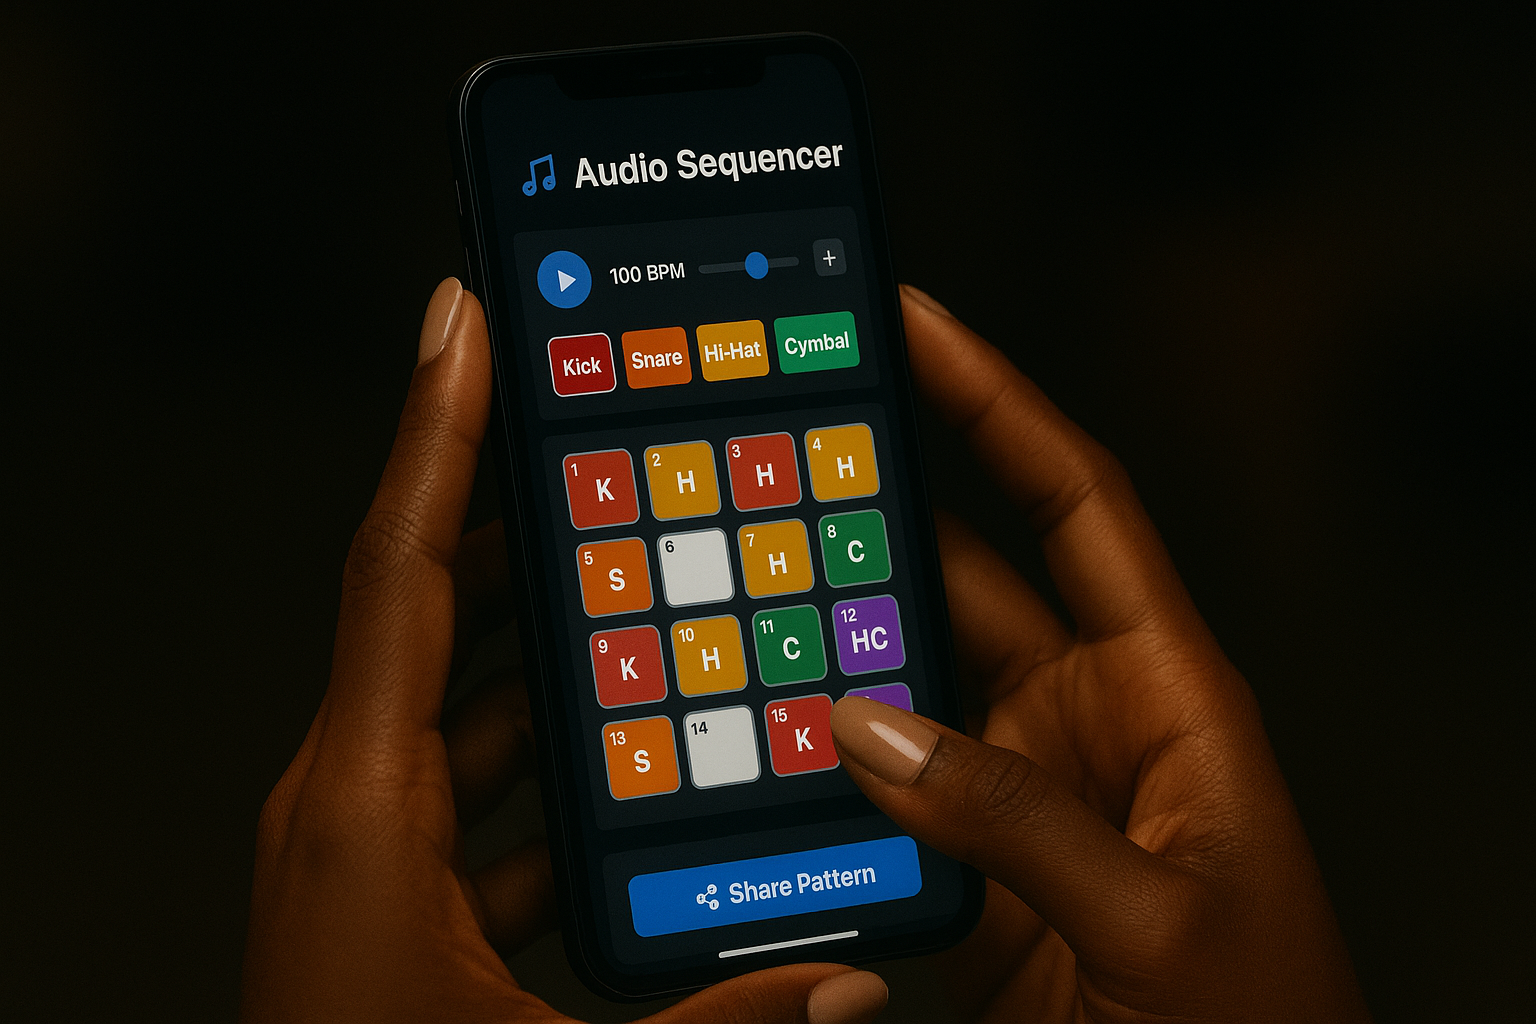 Audio Sequencer
100 BPM +
Kick Snare Hi-Hat Cymbal
1 K 2 H 3 H 4 H
5 S 6 7 H 8 C
9 K 10 H 11 C 12 HC
13 S 14 15 K
Share Pattern